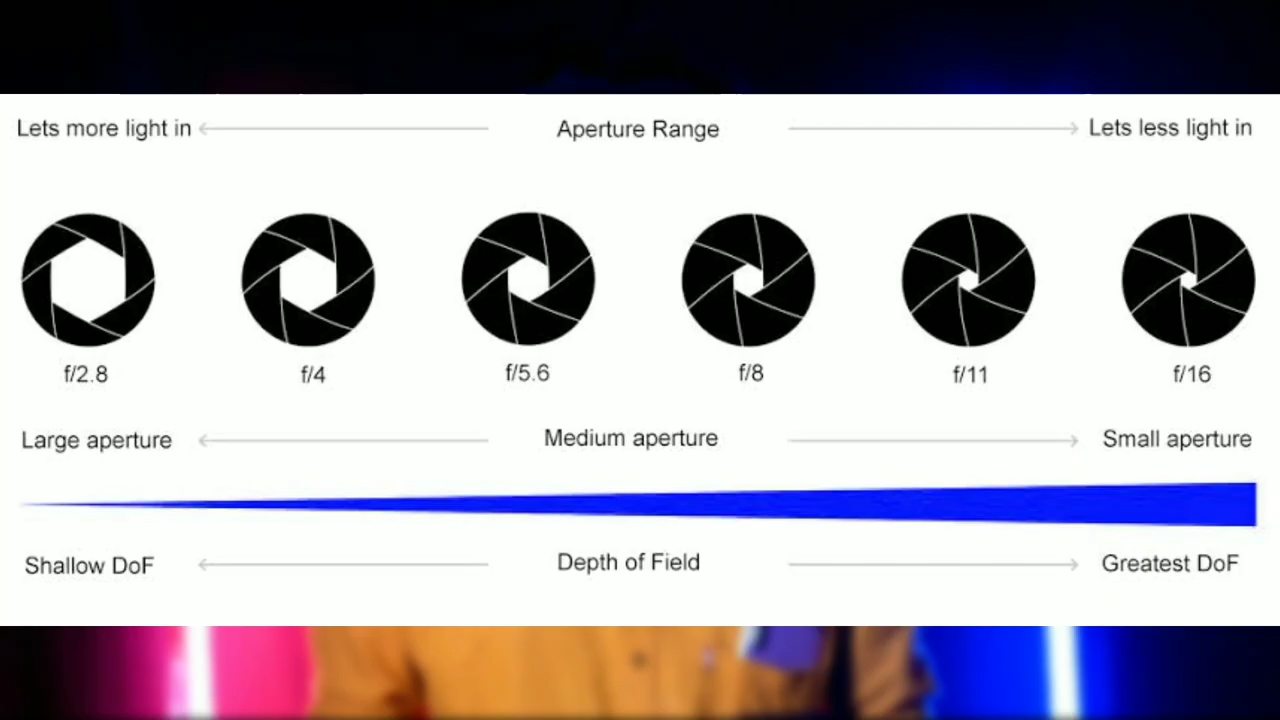 Lets more light in Aperture Range Lets less light in
f/2.8 f/4 f/5.6 f/8 f/11 f/16
Large aperture Medium aperture Small aperture
Shallow DoF Depth of Field Greatest DoF